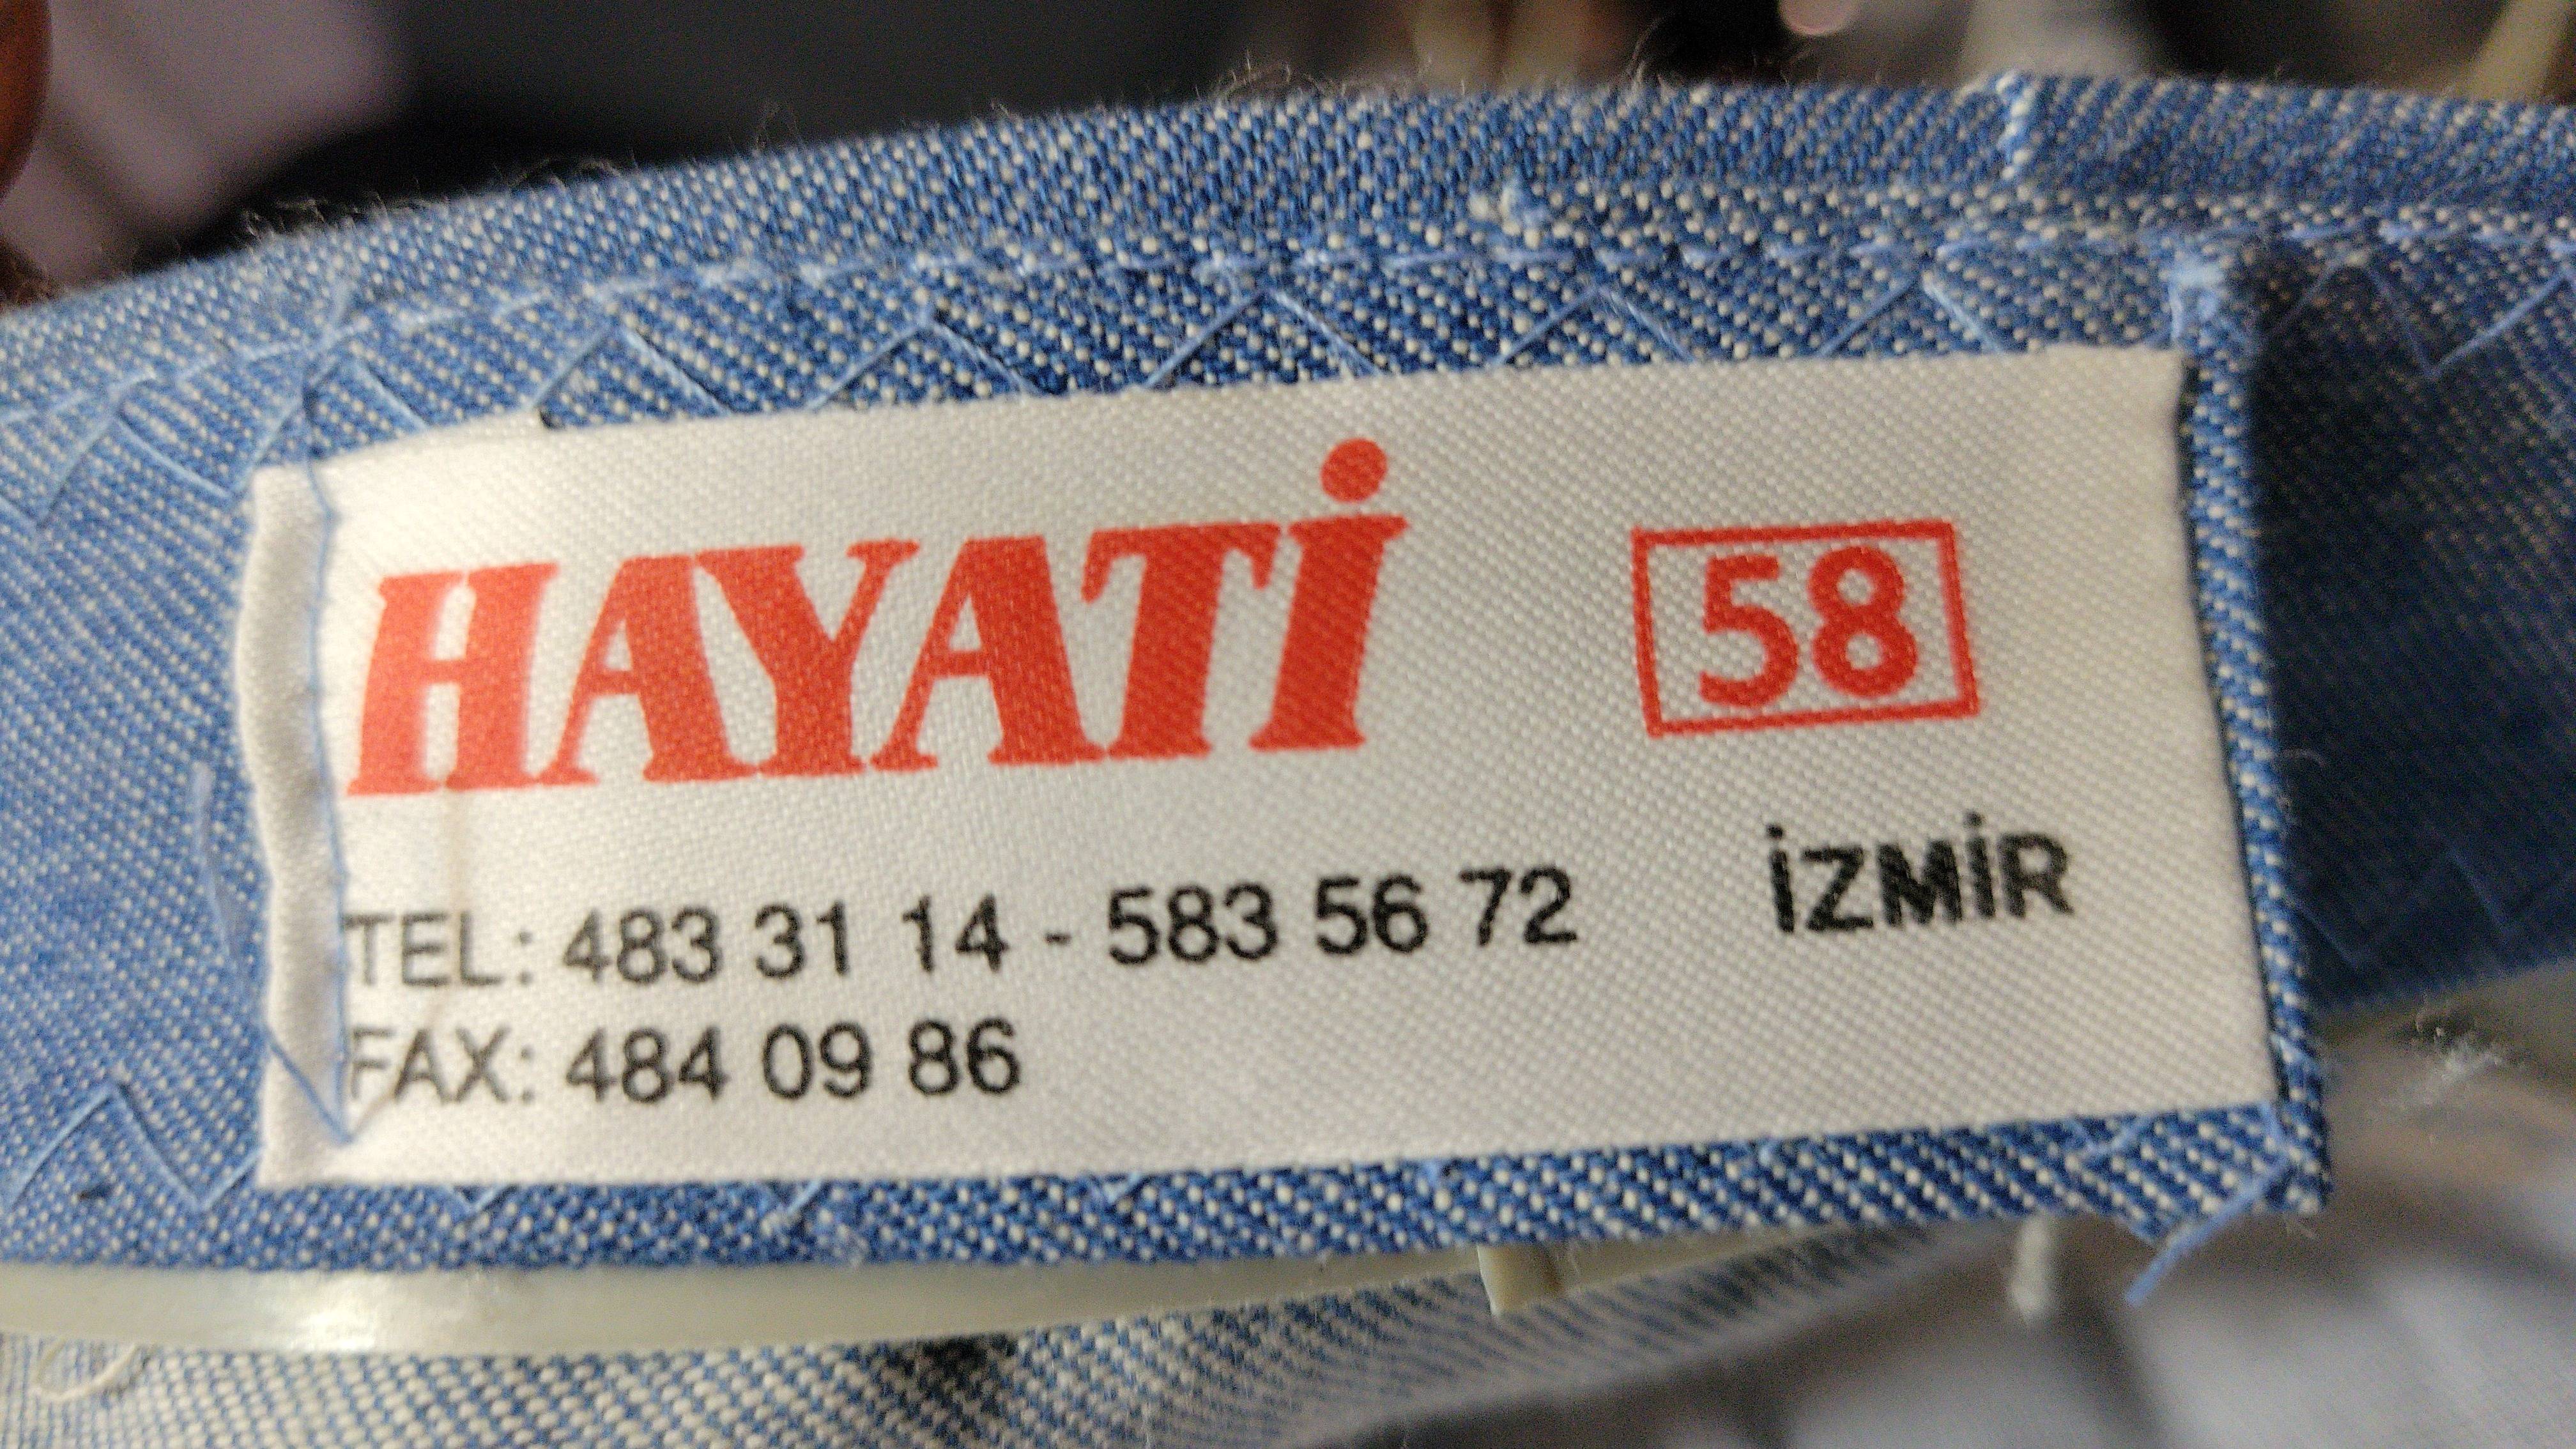 HAYATİ 58
TEL: 483 31 14 - 583 56 72 İZMİR
FAX: 484 09 86